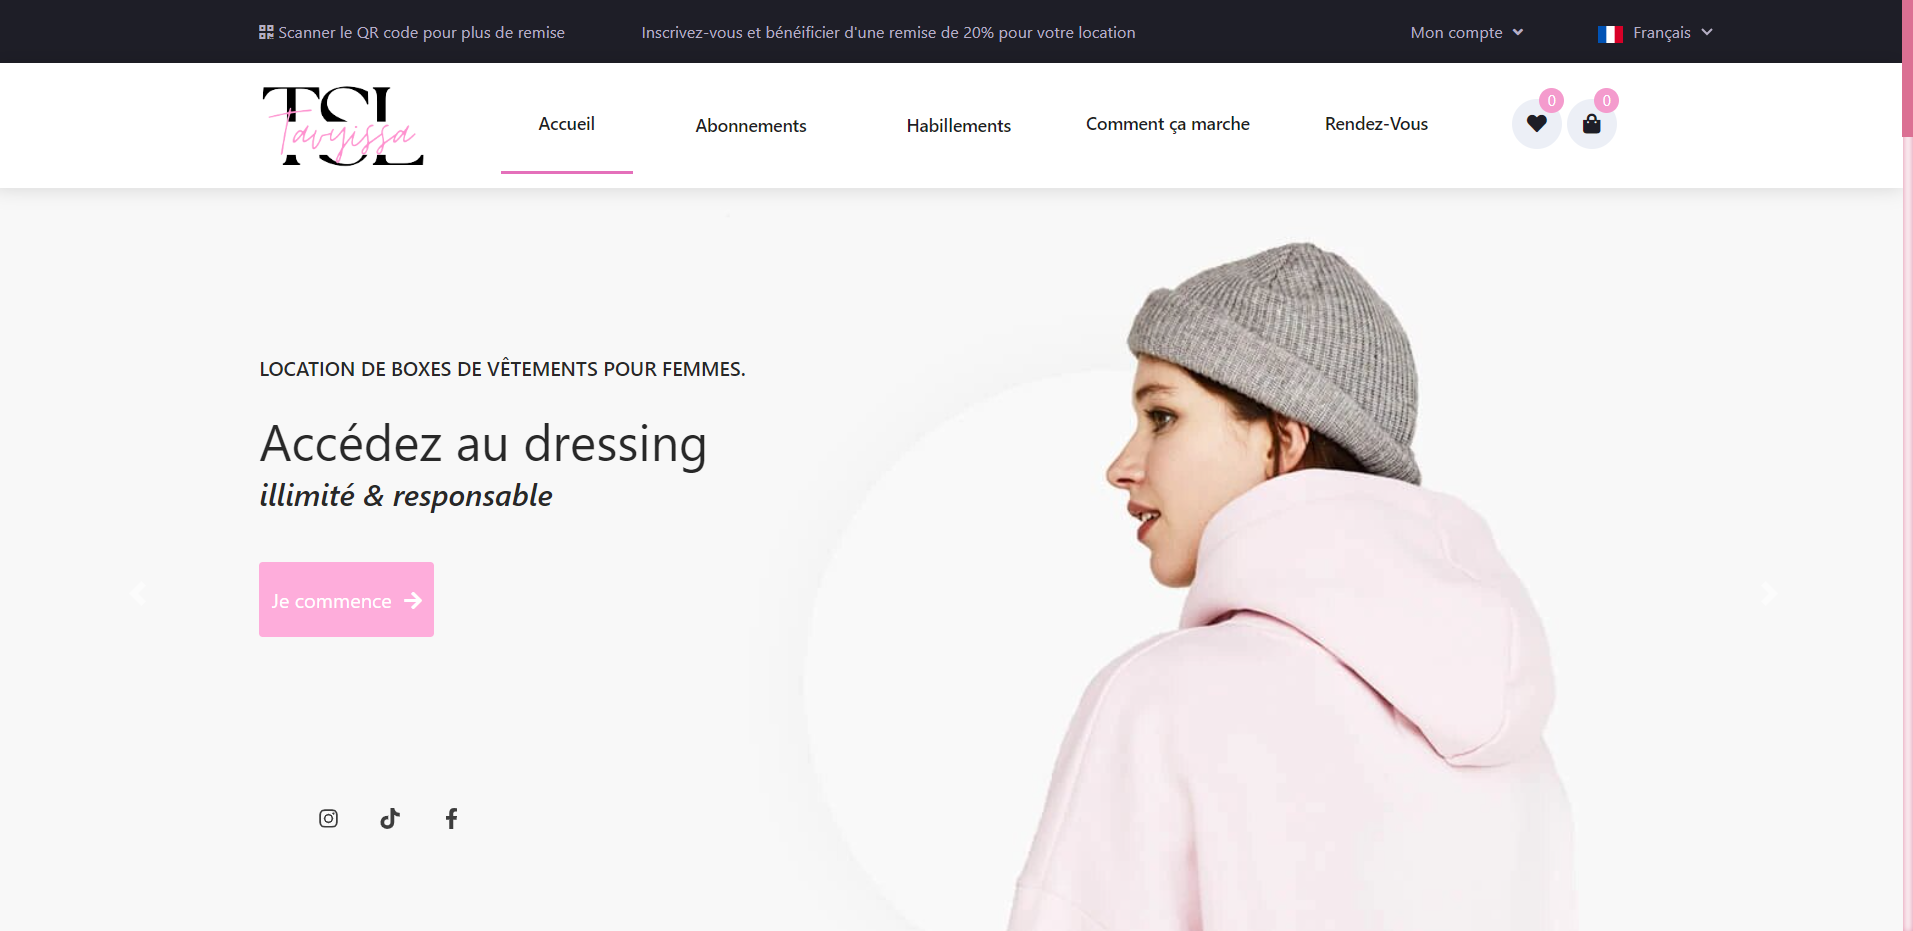 Scanner le QR code pour plus de remise
Inscrivez-vous et bénéificier d'une remise de 20% pour votre location
Mon compte
Français
TSL
Tavyissa
Accueil
Abonnements
Habillements
Comment ça marche
Rendez-Vous
0
0
LOCATION DE BOXES DE VÊTEMENTS POUR FEMMES.
Accédez au dressing
illimité & responsable
Je commence